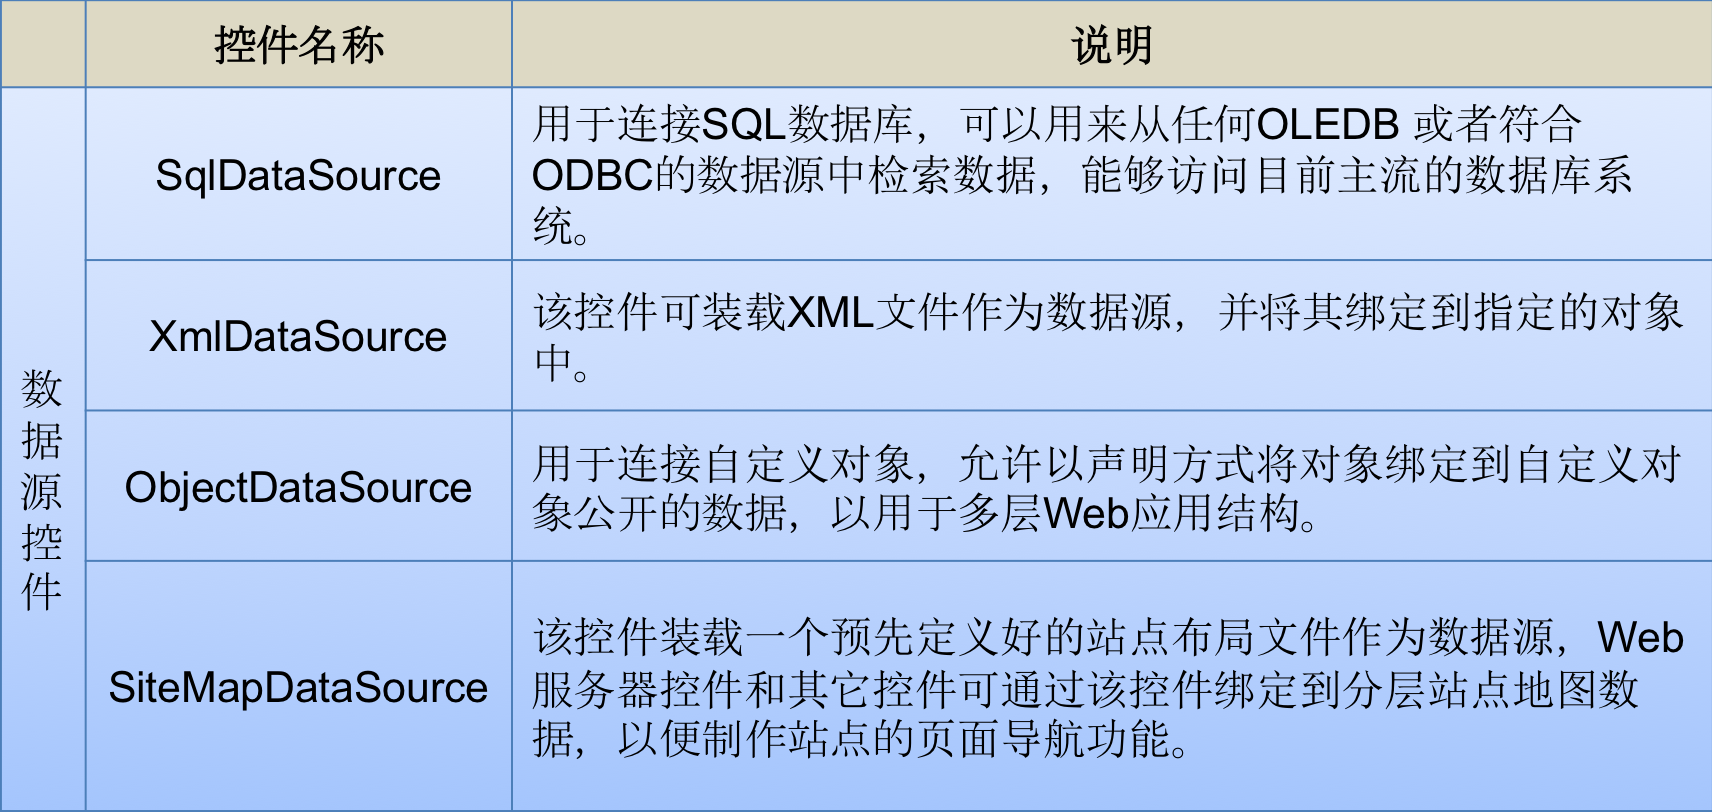 控件名称
说明
数
据
源
控
件
SqlDataSource
用于连接SQL数据库，可以用来从任何OLEDB 或者符合
ODBC的数据源中检索数据，能够访问目前主流的数据库系
统。
XmlDataSource
该控件可装载XML文件作为数据源，并将其绑定到指定的对象
中。
ObjectDataSource
用于连接自定义对象，允许以声明方式将对象绑定到自定义对
象公开的数据，以用于多层Web应用结构。
SiteMapDataSource
该控件装载一个预先定义好的站点布局文件作为数据源，Web
服务器控件和其它控件可通过该控件绑定到分层站点地图数
据，以便制作站点的页面导航功能。